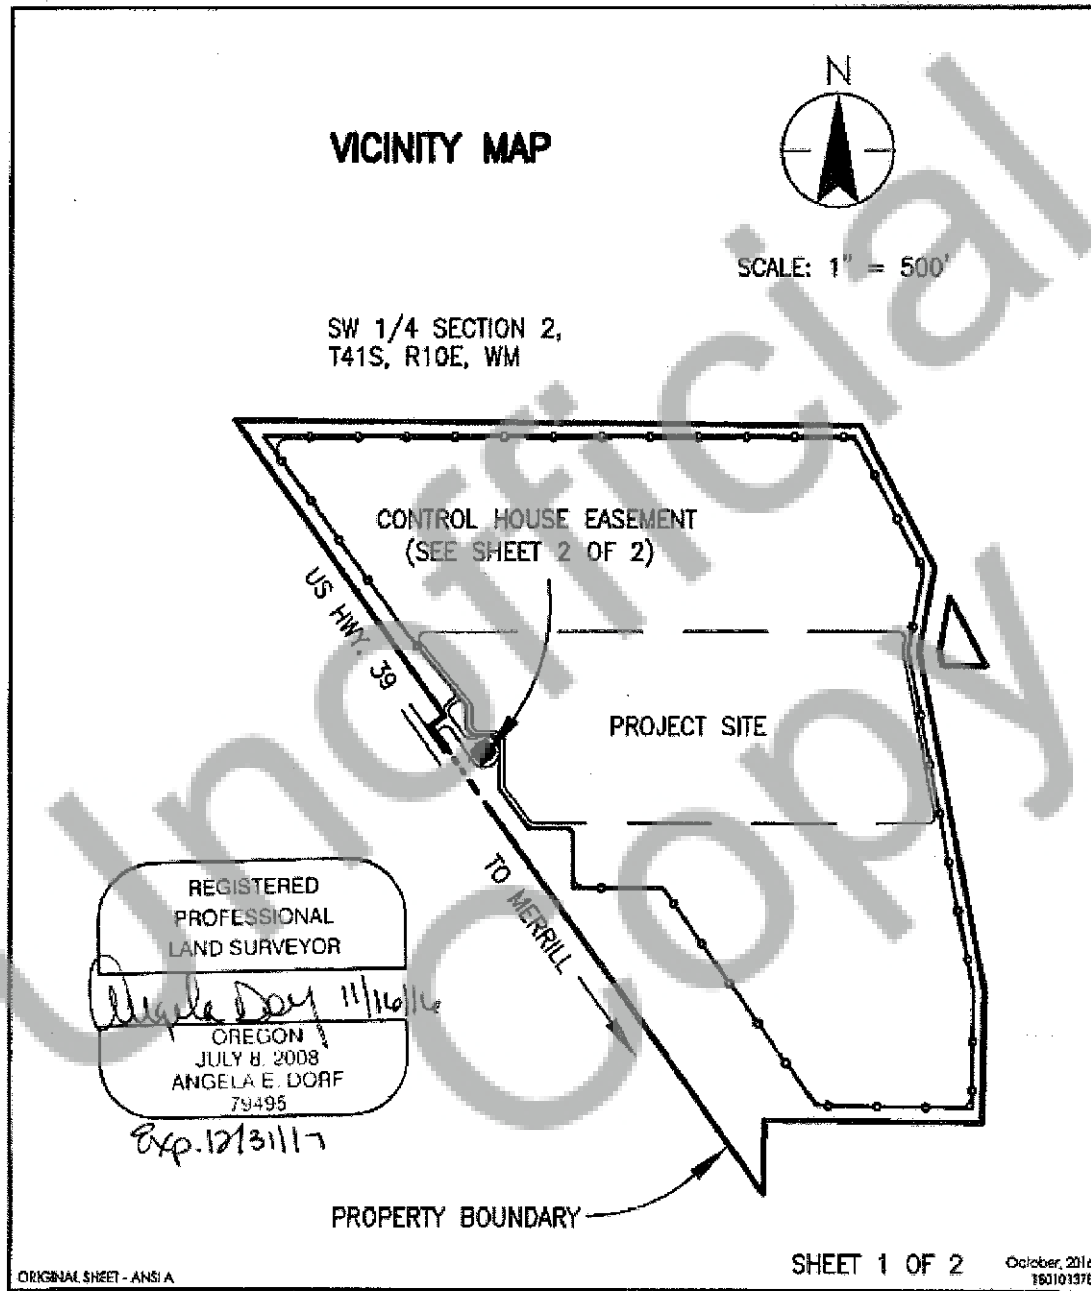 N
VICINITY MAP
SCALE: 1" = 500'
SW 1/4 SECTION 2,
T41S, R10E, WM
CONTROL HOUSE EASEMENT
(SEE SHEET 2 OF 2)
US HWY. 39
PROJECT SITE
TO MERRILL
REGISTERED
PROFESSIONAL
LAND SURVEYOR
Angela Dorf 11/16/16
OREGON
JULY 8, 2008
ANGELA E. DORF
79495
Exp. 12/31/17
PROPERTY BOUNDARY
SHEET 1 OF 2
ORIGINAL SHEET - ANSI A
October, 2016
Unofficial
Copy